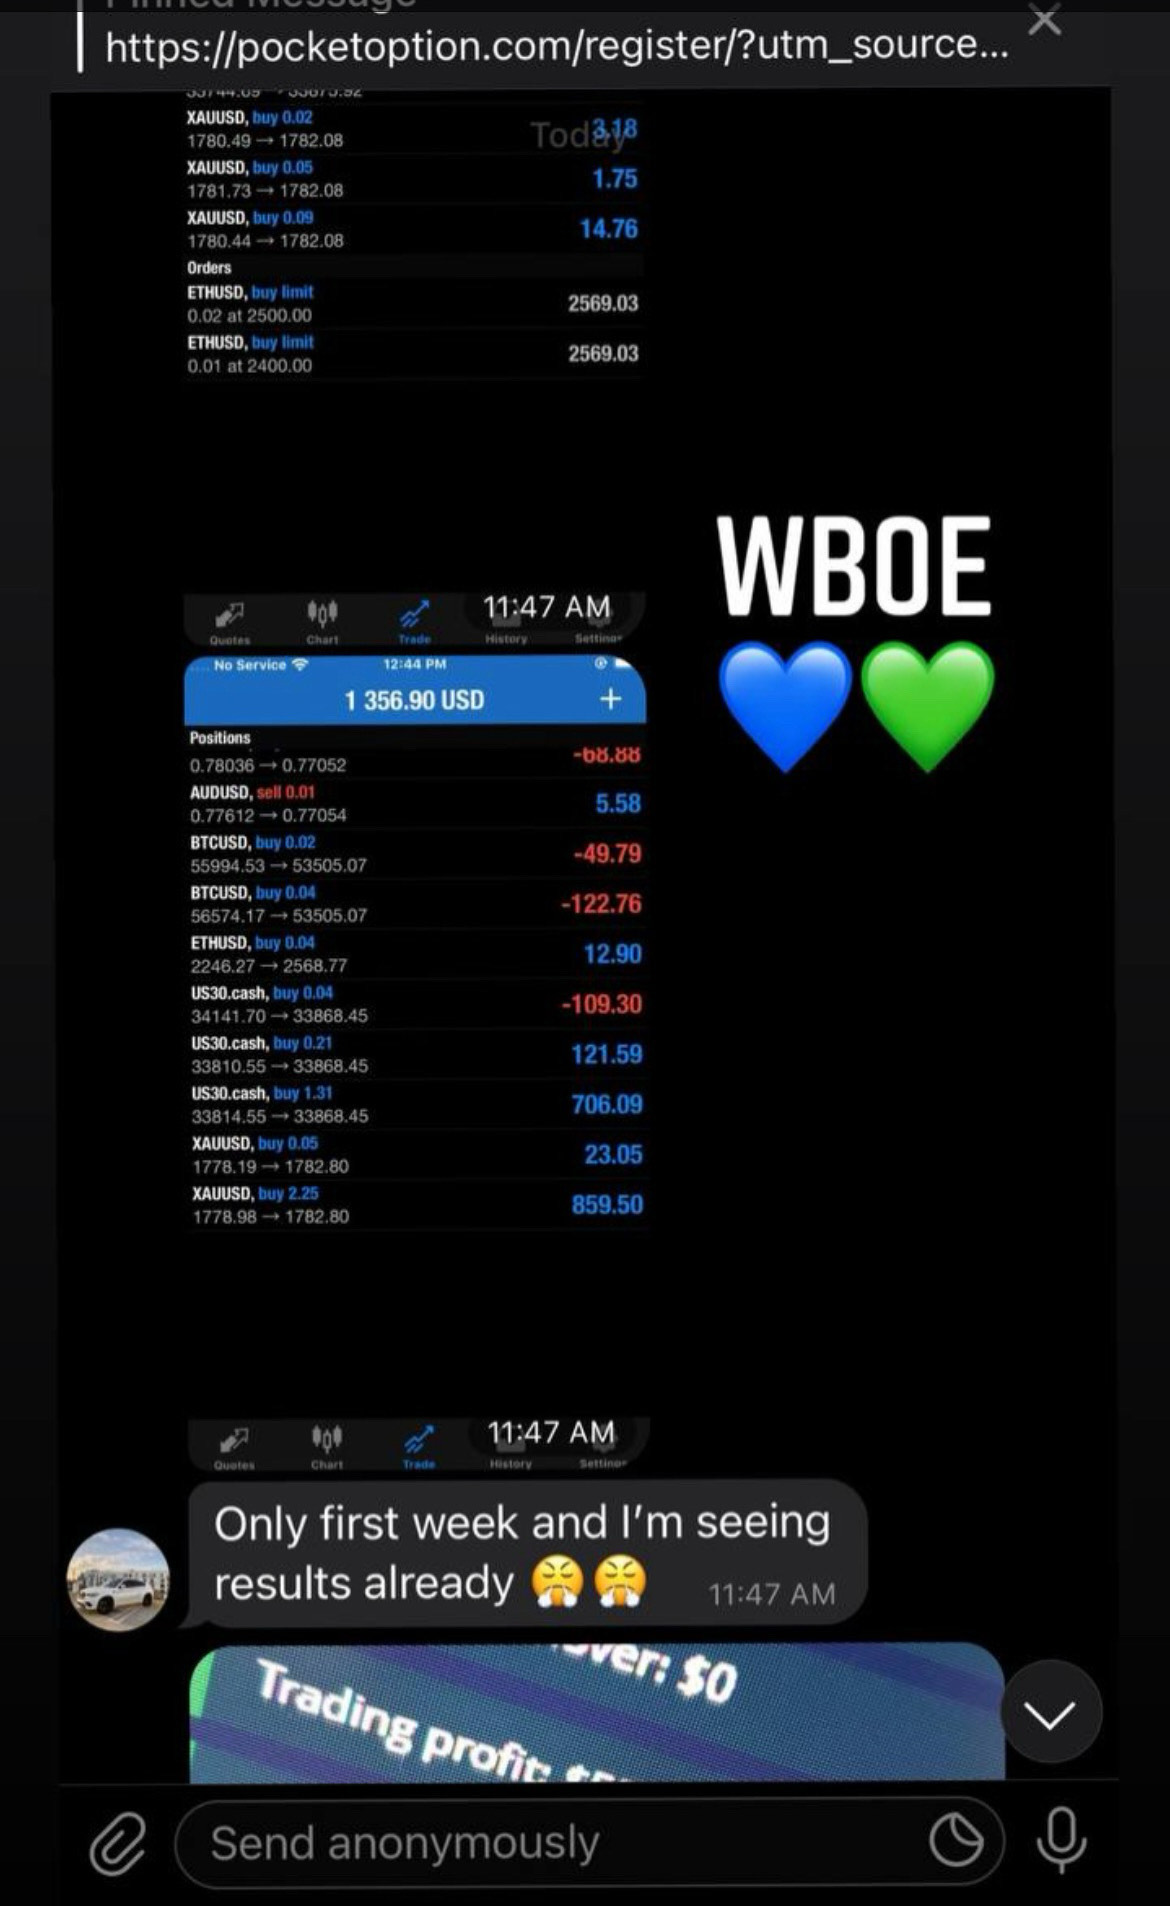 Pinned Message
https://pocketoption.com/register/?utm_source...
33744.69 → 33675.92
Today
XAUUSD, buy 0.02
3.18
1780.49 → 1782.08
XAUUSD, buy 0.05
1.75
1781.73 → 1782.08
XAUUSD, buy 0.09
14.76
1780.44 → 1782.08
Orders
ETHUSD, buy limit
2569.03
0.02 at 2500.00
ETHUSD, buy limit
2569.03
0.01 at 2400.00
WBOE
11:47 AM
Quotes Chart Trade History Settings
No Service 12:44 PM
1 356.90 USD +
Positions
-68.88
0.78036 → 0.77052
AUDUSD, sell 0.01
5.58
0.77612 → 0.77054
BTCUSD, buy 0.02
-49.79
55994.53 → 53505.07
BTCUSD, buy 0.04
-122.76
56574.17 → 53505.07
ETHUSD, buy 0.04
12.90
2246.27 → 2568.77
US30.cash, buy 0.04
-109.30
34141.70 → 33868.45
US30.cash, buy 0.21
121.59
33810.55 → 33868.45
US30.cash, buy 1.31
706.09
33814.55 → 33868.45
XAUUSD, buy 0.05
23.05
1778.19 → 1782.80
XAUUSD, buy 2.25
859.50
1778.98 → 1782.80
11:47 AM
Quotes Chart Trade History Settings
Only first week and I'm seeing
results already 😤😤 11:47 AM
$0
Trading profit:
Send anonymously